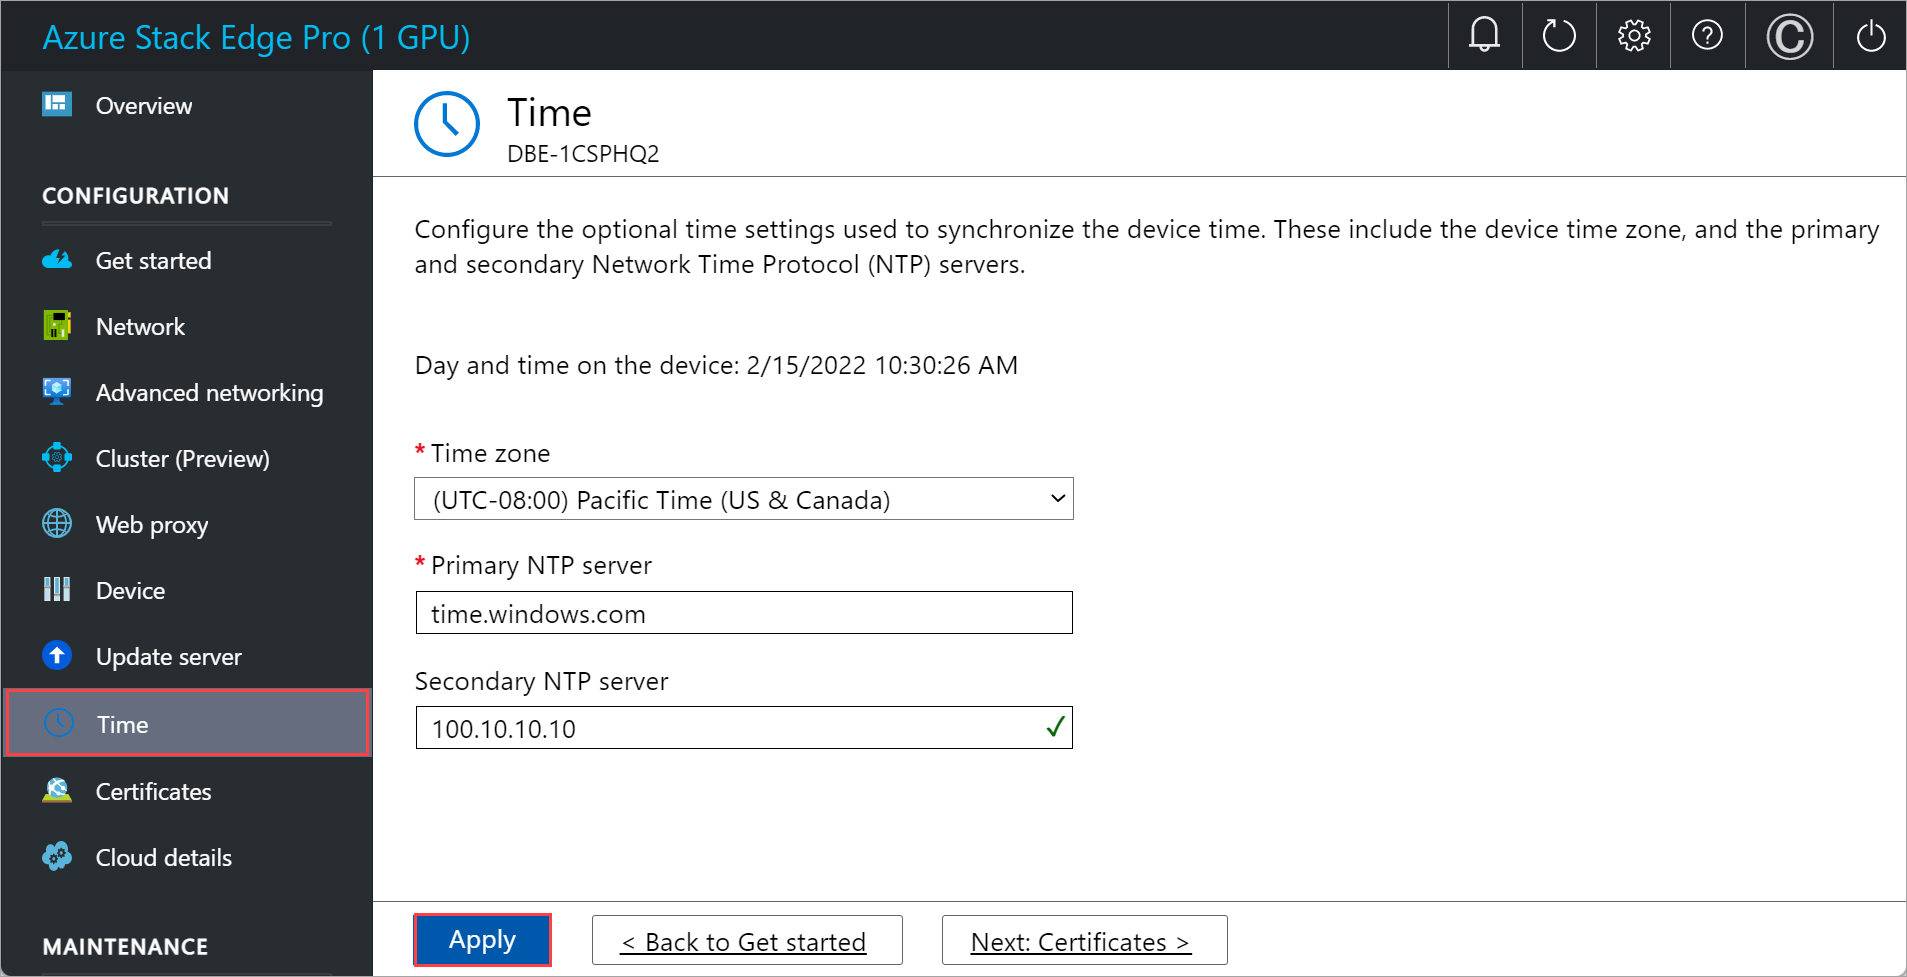 Azure Stack Edge Pro (1 GPU)
Overview
CONFIGURATION
Get started
Network
Advanced networking
Cluster (Preview)
Web proxy
Device
Update server
Time
Certificates
Cloud details
MAINTENANCE
Time
DBE-1CSPHQ2
Configure the optional time settings used to synchronize the device time. These include the device time zone, and the primary
and secondary Network Time Protocol (NTP) servers.
Day and time on the device: 2/15/2022 10:30:26 AM
* Time zone
(UTC-08:00) Pacific Time (US & Canada)
* Primary NTP server
time.windows.com
Secondary NTP server
100.10.10.10
Apply
< Back to Get started
Next: Certificates >